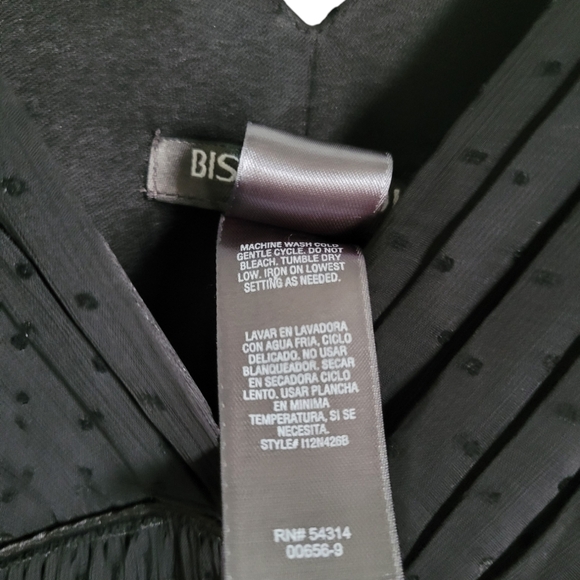 BIS
MACHINE WASH COLD
GENTLE CYCLE. DO NOT
BLEACH. TUMBLE DRY
LOW. IRON ON LOWEST
SETTING AS NEEDED.
LAVAR EN LAVADORA
CON AGUA FRIA, CICLO
DELICADO. NO USAR
BLANQUEADOR. SECAR
EN SECADORA CICLO
LENTO. USAR PLANCHA
EN MINIMA
TEMPERATURA, SI SE
NECESITA.
STYLE# I12N426B
RN# 54314
00656-9